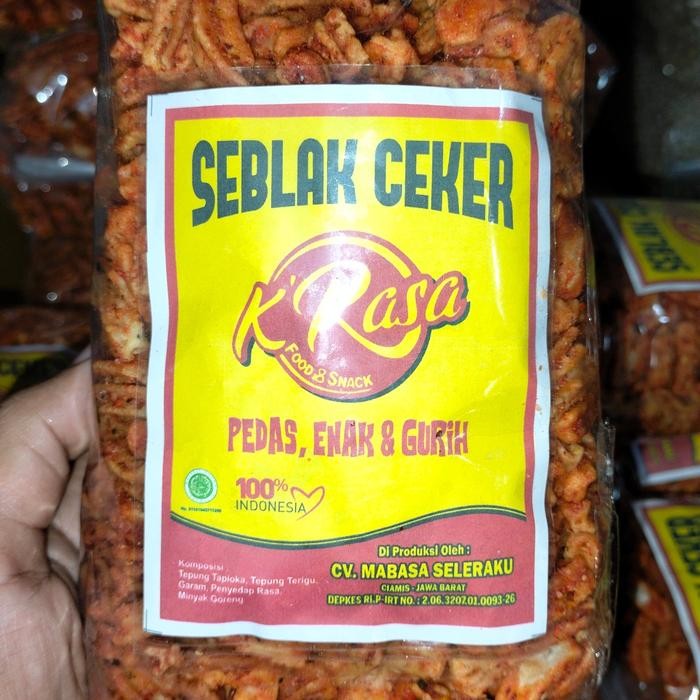 SEBLAK CEKER
K'Rasa
FOOD & SNACK
PEDAS, ENAK & GURIH
100%
INDONESIA
Komposisi :
Tepung Tapioka, Tepung Terigu,
Garam, Penyedap Rasa,
Minyak Goreng
Di Produksi Oleh :
CV. MABASA SELERAKU
CIAMIS - JAWA BARAT
DEPKES RI.P-IRT NO. : 2.06.3207.01.0093-26